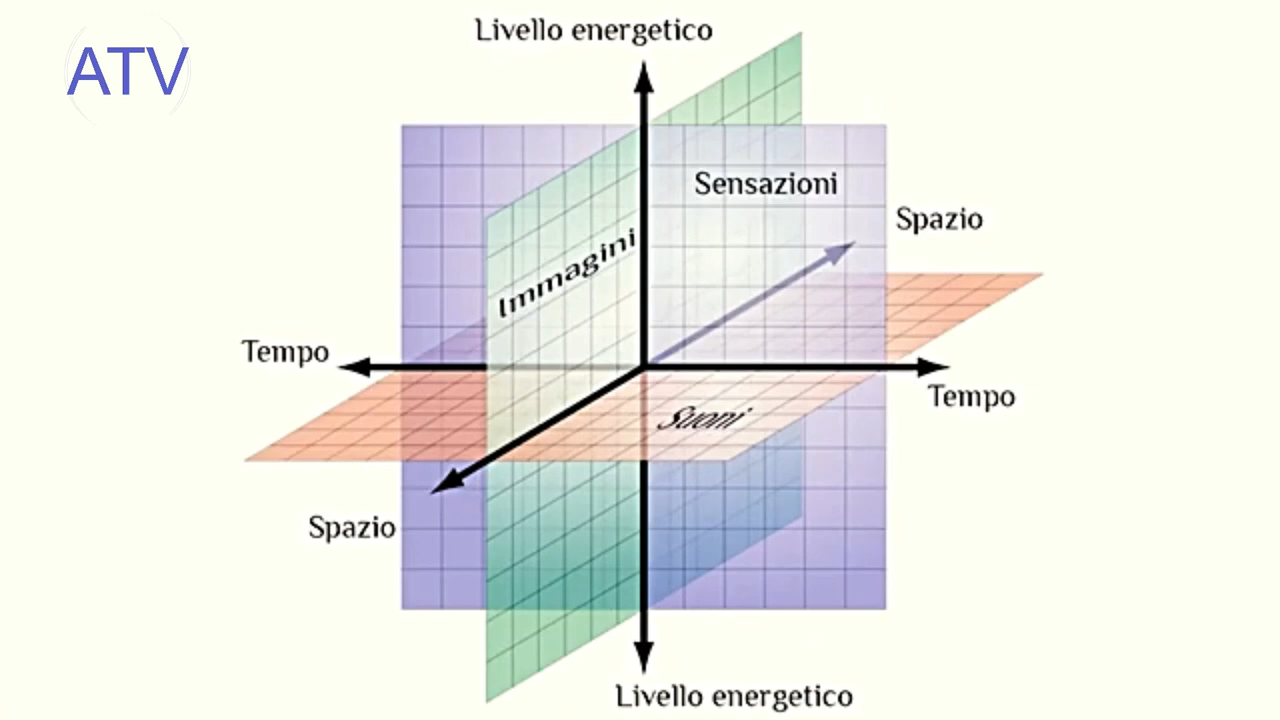 Livello energetico
ATV
Sensazioni
Spazio
Immagini
Tempo
Tempo
Suoni
Spazio
Livello energetico